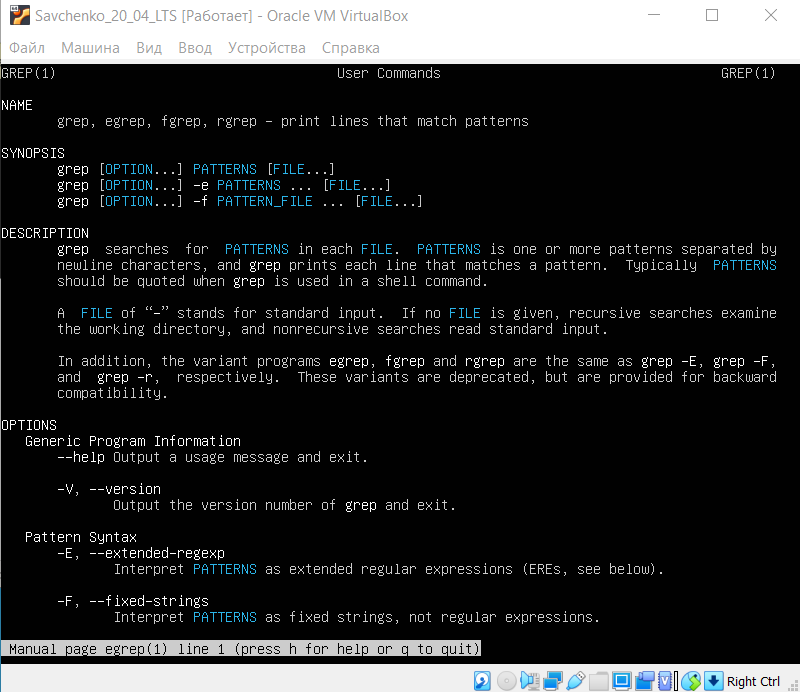 Savchenko_20_04_LTS [Работает] - Oracle VM VirtualBox
Файл Машина Вид Ввод Устройства Справка
GREP(1) User Commands GREP(1)
NAME
grep, egrep, fgrep, rgrep - print lines that match patterns
SYNOPSIS
grep [OPTION...] PATTERNS [FILE...]
grep [OPTION...] -e PATTERNS ... [FILE...]
grep [OPTION...] -f PATTERN_FILE ... [FILE...]
DESCRIPTION
grep searches for PATTERNS in each FILE. PATTERNS is one or more patterns separated by
newline characters, and grep prints each line that matches a pattern. Typically PATTERNS
should be quoted when grep is used in a shell command.
A FILE of “-” stands for standard input. If no FILE is given, recursive searches examine
the working directory, and nonrecursive searches read standard input.
In addition, the variant programs egrep, fgrep and rgrep are the same as grep -E, grep -F,
and grep -r, respectively. These variants are deprecated, but are provided for backward
compatibility.
OPTIONS
Generic Program Information
--help Output a usage message and exit.
-V, --version
Output the version number of grep and exit.
Pattern Syntax
-E, --extended-regexp
Interpret PATTERNS as extended regular expressions (EREs, see below).
-F, --fixed-strings
Interpret PATTERNS as fixed strings, not regular expressions.
Manual page egrep(1) line 1 (press h for help or q to quit)
Right Ctrl